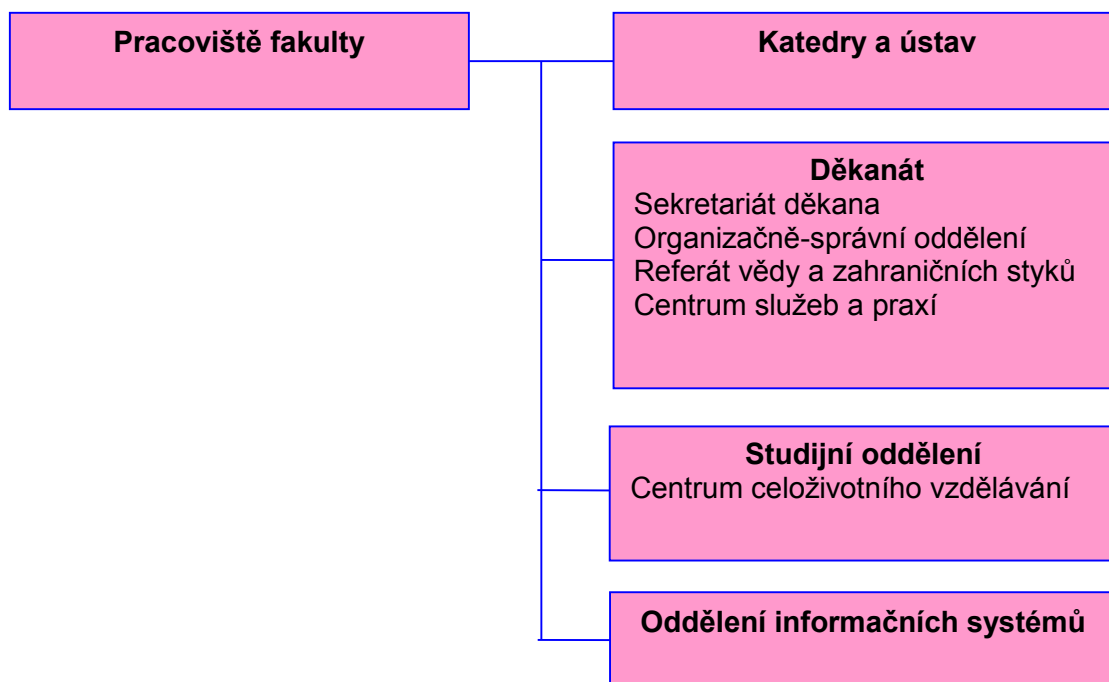 Pracoviště fakulty
Katedry a ústav
Děkanát
Sekretariát děkana
Organizačně-správní oddělení
Referát vědy a zahraničních styků
Centrum služeb a praxí
Studijní oddělení
Centrum celoživotního vzdělávání
Oddělení informačních systémů